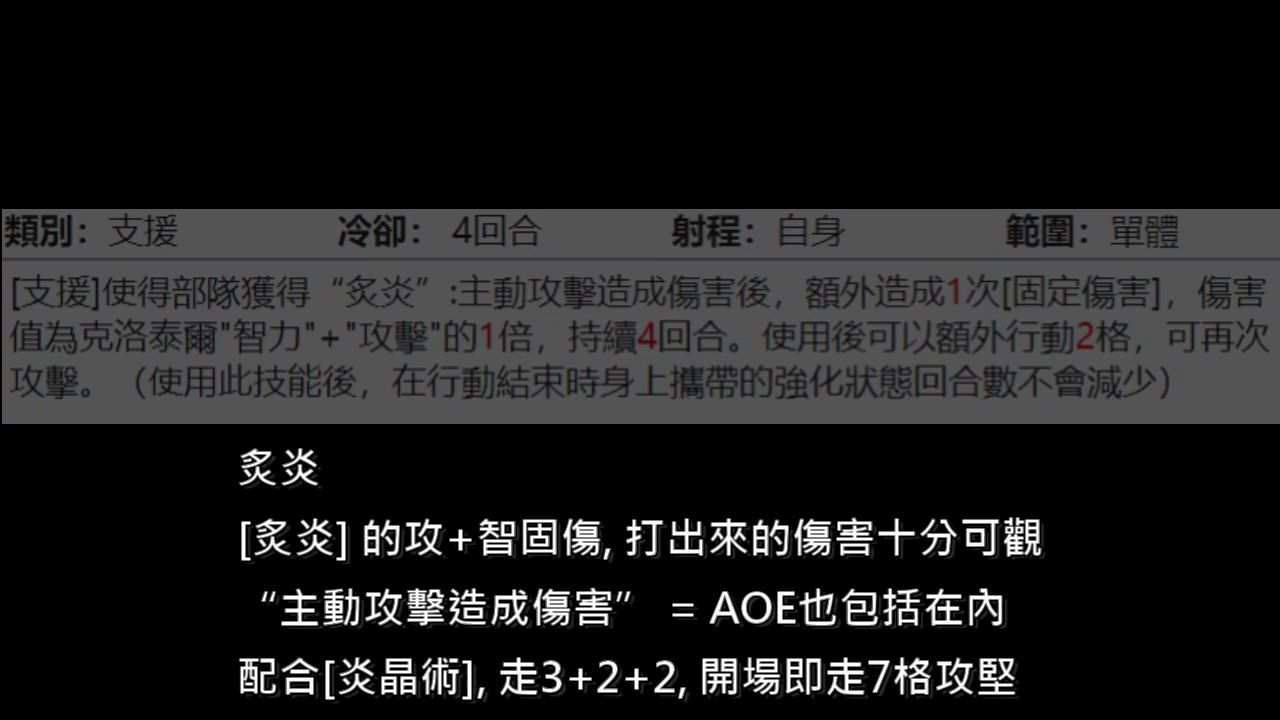 類別：支援 冷卻： 4回合 射程：自身 範圍：單體
[支援]使得部隊獲得“炙炎”:主動攻擊造成傷害後，額外造成1次[固定傷害]，傷害
值為克洛泰爾"智力"+"攻擊"的1倍，持續4回合。使用後可以額外行動2格，可再次
攻擊。（使用此技能後，在行動結束時身上攜帶的強化狀態回合數不會減少）
炙炎
[炙炎] 的攻+智固傷, 打出來的傷害十分可觀
“主動攻擊造成傷害” = AOE也包括在內
配合[炎晶術], 走3+2+2, 開場即走7格攻堅